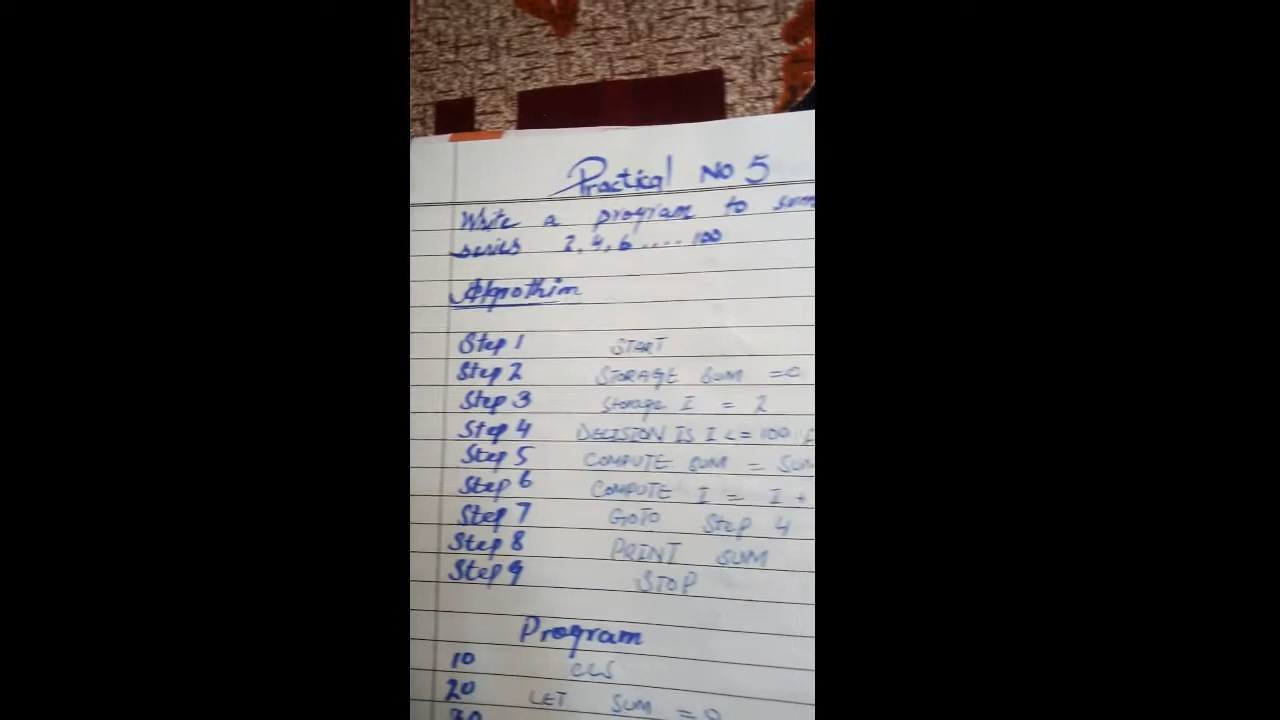 Practical No 5
Write a program to sum
series 2, 4, 6 .... 100
Algrothim
Step 1 START
Step 2 STORAGE SUM =0
Step 3 Storage I = 2
Step 4 DECISION IS I <= 100
Step 5 COMPUTE SUM = SUM
Step 6 COMPUTE I = I +
Step 7 GOTO Step 4
Step 8 PRINT SUM
Step 9 STOP
Program
10 CLS
20 LET SUM =0
30